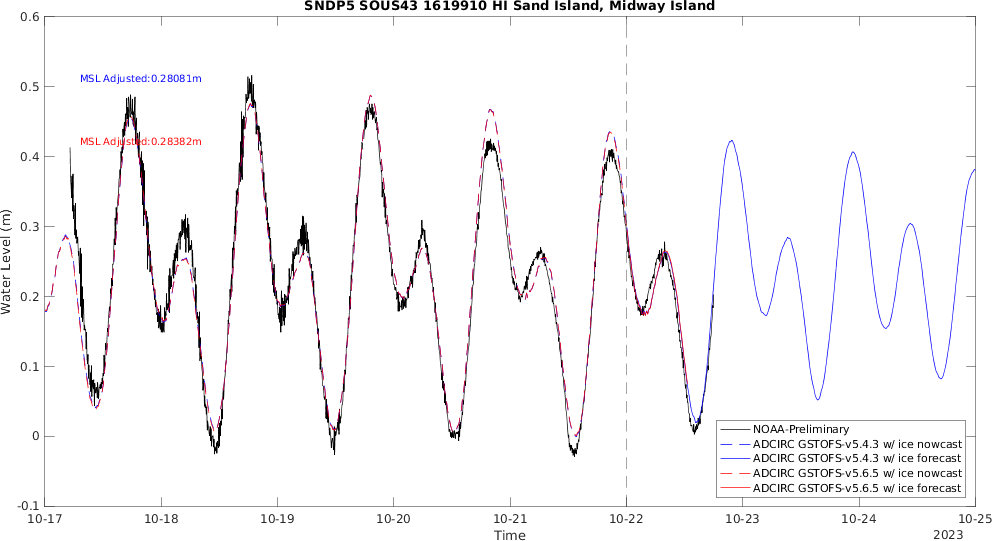 SNDP5 SOUS43 1619910 HI Sand Island, Midway Island
0.6
0.5
0.4
0.3
0.2
0.1
0
-0.1
Water Level (m)
MSL Adjusted:0.28081m
MSL Adjusted:0.28382m
NOAA-Preliminary
ADCIRC GSTOFS-v5.4.3 w/ ice nowcast
ADCIRC GSTOFS-v5.4.3 w/ ice forecast
ADCIRC GSTOFS-v5.6.5 w/ ice nowcast
ADCIRC GSTOFS-v5.6.5 w/ ice forecast
10-17 10-18 10-19 10-20 10-21 10-22 10-23 10-24 10-25
Time
2023